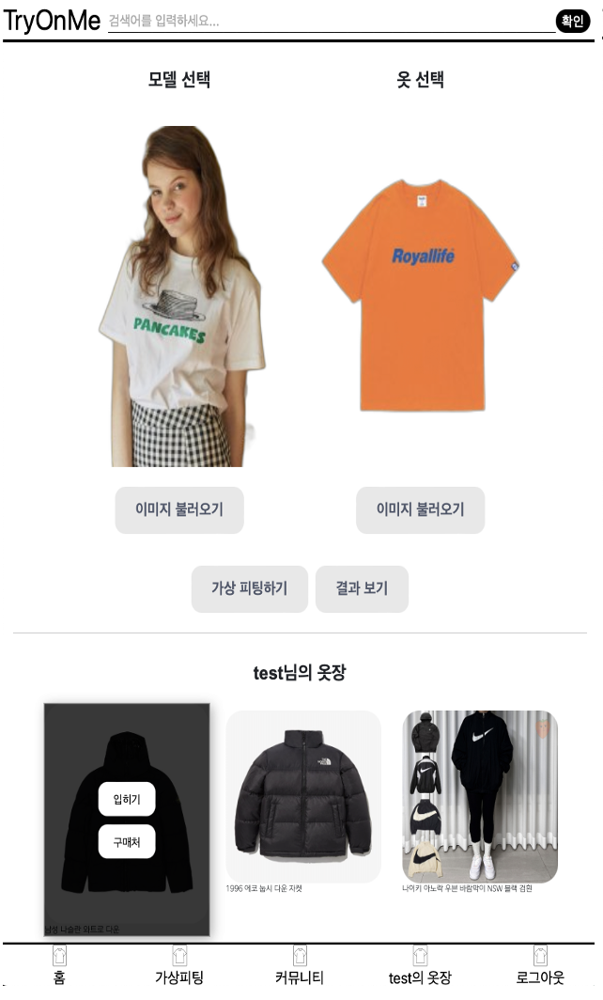 TryOnMe 검색어를 입력하세요... 확인
모델 선택
옷 선택
PANCAKES
Royallife
이미지 불러오기
이미지 불러오기
가상 피팅하기
결과 보기
test님의 옷장
입히기
구매처
THE NORTH FACE
남성 나슬란 와트로 다운
1996 에코 눕시 다운 자켓
나이키 아노락 우븐 바람막이 NSW 블랙 검흰
홈
가상피팅
커뮤니티
test의 옷장
로그아웃